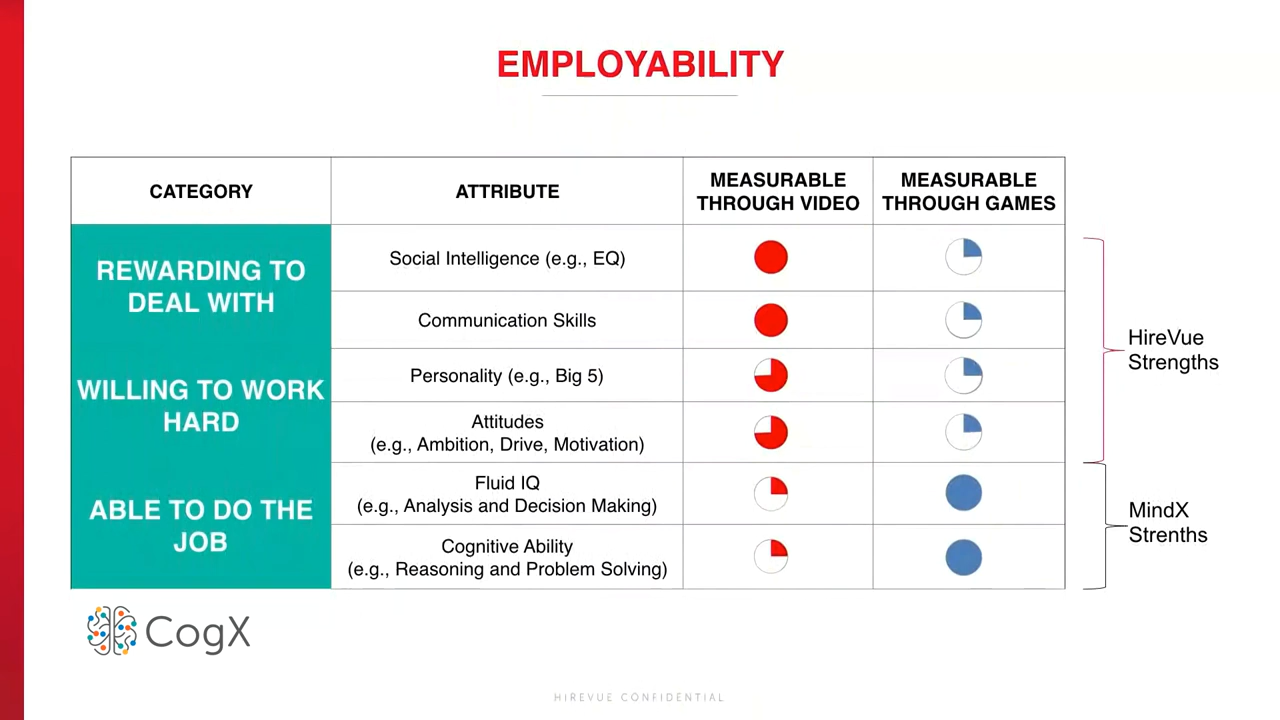 EMPLOYABILITY
CATEGORY
ATTRIBUTE
MEASURABLE
THROUGH VIDEO
MEASURABLE
THROUGH GAMES
REWARDING TO
DEAL WITH
Social Intelligence (e.g., EQ)
Communication Skills
WILLING TO WORK
HARD
Personality (e.g., Big 5)
Attitudes
(e.g., Ambition, Drive, Motivation)
ABLE TO DO THE
JOB
Fluid IQ
(e.g., Analysis and Decision Making)
Cognitive Ability
(e.g., Reasoning and Problem Solving)
HireVue
Strengths
MindX
Strenths
CogX
HIREVUE CONFIDENTIAL